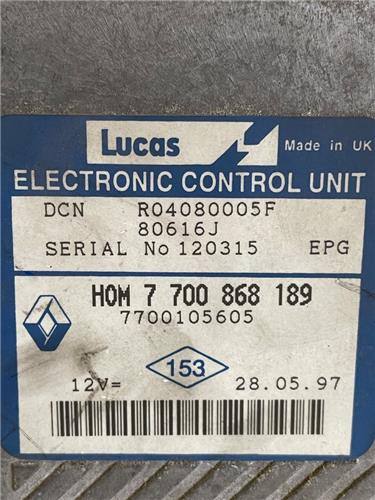 Lucas
Made in UK
ELECTRONIC CONTROL UNIT
DCN R04080005F
80616J
SERIAL No 120315 EPG
HOM 7 700 868 189
7700105605
153
12V= 28.05.97